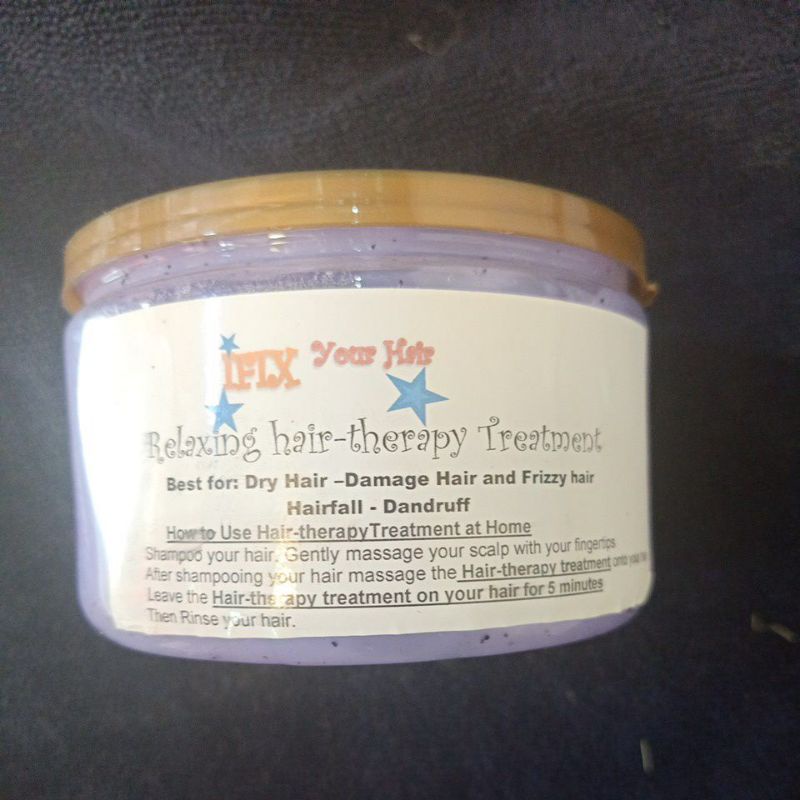 iFIX Your Hair
Relaxing hair-therapy Treatment
Best for: Dry Hair –Damage Hair and Frizzy hair
Hairfall - Dandruff
How to Use Hair-therapyTreatment at Home
Shampoo your hair. Gently massage your scalp with your fingertips
After shampooing your hair massage the Hair-therapy treatment onto your
Leave the Hair-therapy treatment on your hair for 5 minutes
Then Rinse your hair.